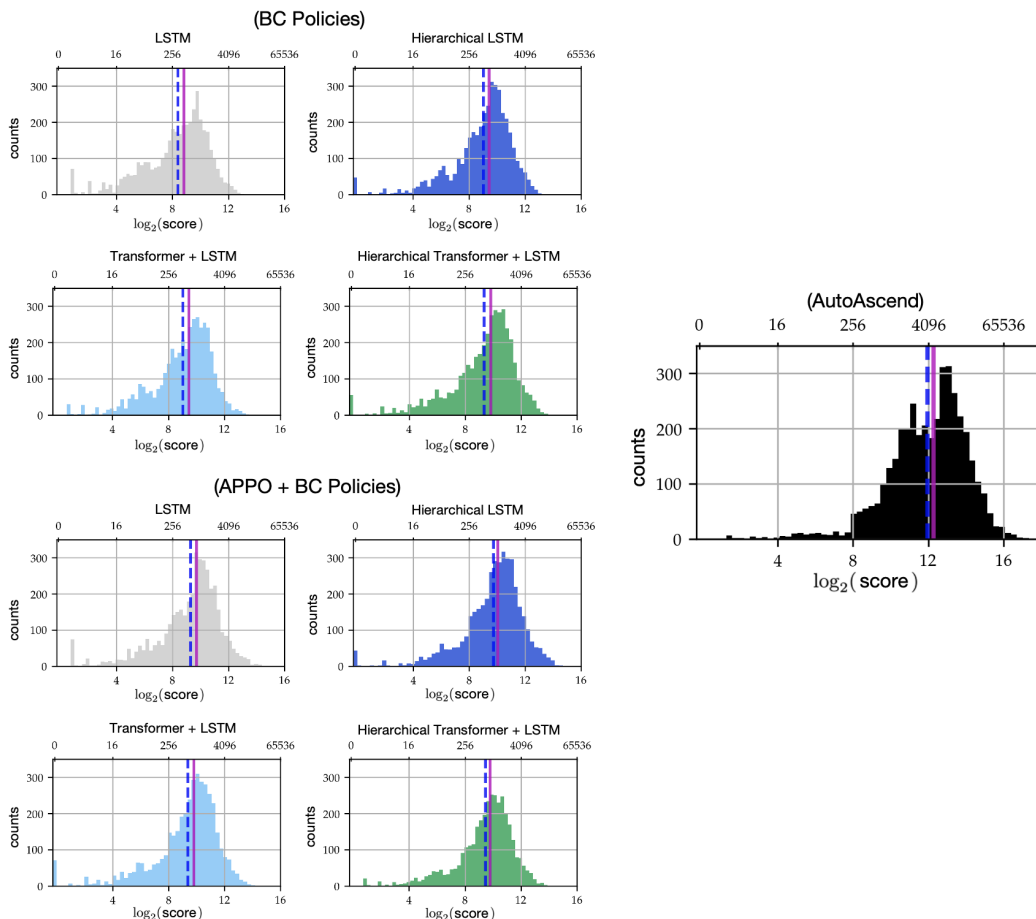 (BC Policies)
LSTM
0 16 256 4096 65536
counts
300
200
100
0
4 8 12 16
log₂(score)
Hierarchical LSTM
0 16 256 4096 65536
counts
300
200
100
0
4 8 12 16
log₂(score)
Transformer + LSTM
0 16 256 4096 65536
counts
300
200
100
0
4 8 12 16
log₂(score)
Hierarchical Transformer + LSTM
0 16 256 4096 65536
counts
300
200
100
0
4 8 12 16
log₂(score)
(APPO + BC Policies)
LSTM
0 16 256 4096 65536
counts
300
200
100
0
4 8 12 16
log₂(score)
Hierarchical LSTM
0 16 256 4096 65536
counts
300
200
100
0
4 8 12 16
log₂(score)
Transformer + LSTM
0 16 256 4096 65536
counts
300
200
100
0
4 8 12 16
log₂(score)
Hierarchical Transformer + LSTM
0 16 256 4096 65536
counts
300
200
100
0
4 8 12 16
log₂(score)
(AutoAscend)
0 16 256 4096 65536
counts
300
200
100
0
4 8 12 16
log₂(score)